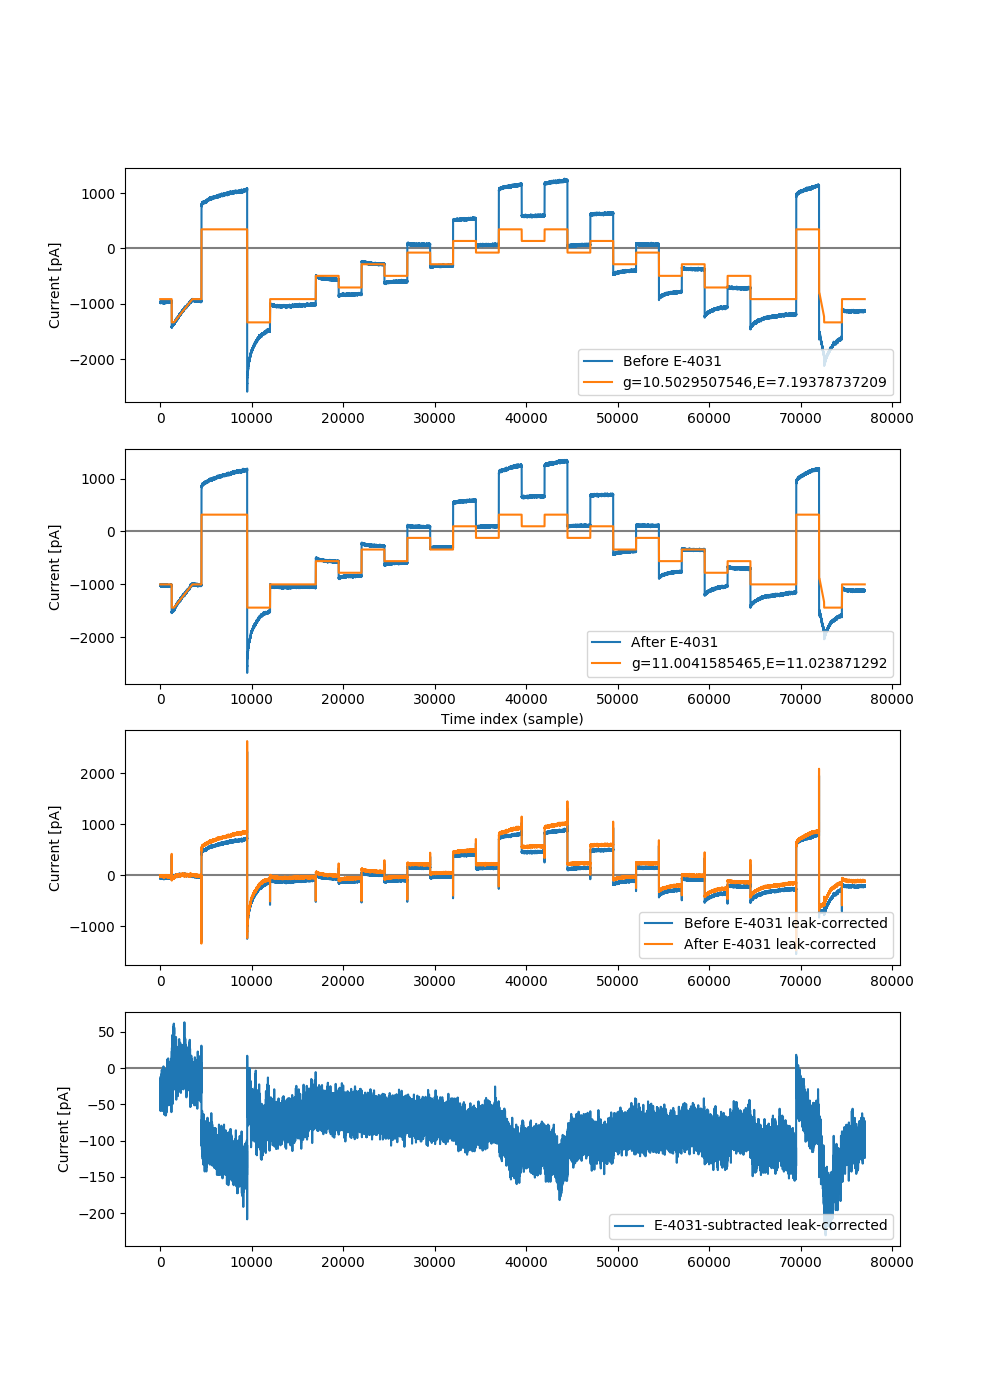 1000
0
−1000
−2000
Current [pA]
Before E-4031
g=10.5029507546,E=7.19378737209
0 10000 20000 30000 40000 50000 60000 70000 80000
1000
0
−1000
−2000
Current [pA]
After E-4031
g=11.0041585465,E=11.023871292
0 10000 20000 30000 40000 50000 60000 70000 80000
Time index (sample)
2000
1000
0
−1000
Current [pA]
Before E-4031 leak-corrected
After E-4031 leak-corrected
0 10000 20000 30000 40000 50000 60000 70000 80000
50
0
−50
−100
−150
−200
Current [pA]
E-4031-subtracted leak-corrected
0 10000 20000 30000 40000 50000 60000 70000 80000